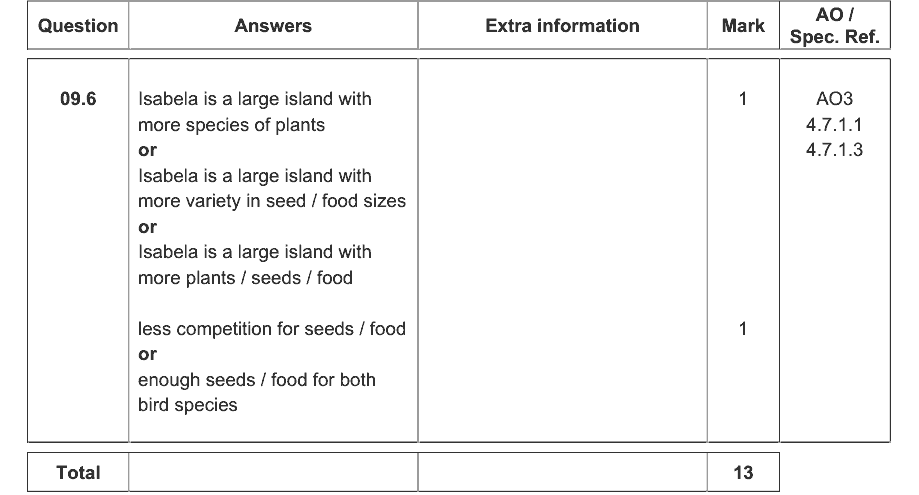 Question Answers Extra information Mark AO /
Spec. Ref.
09.6 Isabela is a large island with 1 AO3
more species of plants 4.7.1.1
or 4.7.1.3
Isabela is a large island with
more variety in seed / food sizes
or
Isabela is a large island with
more plants / seeds / food
less competition for seeds / food 1
or
enough seeds / food for both
bird species
Total 13